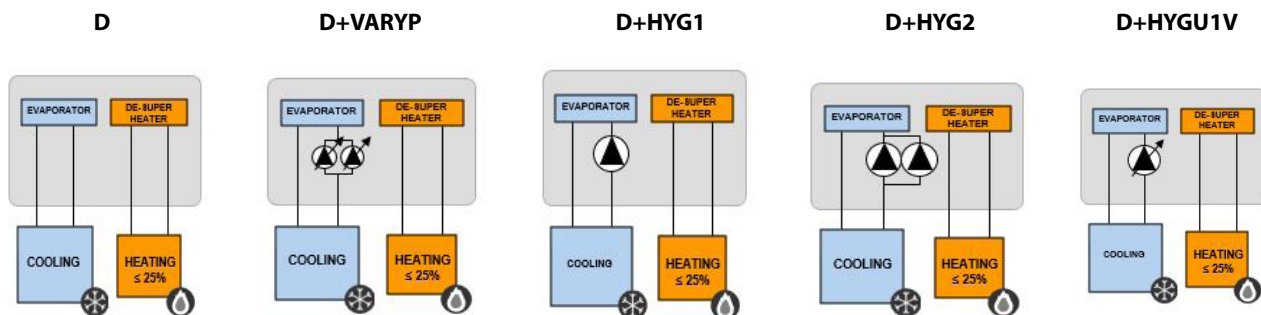 D
D+VARYP
D+HYG1
D+HYG2
D+HYGU1V
EVAPORATOR
DE-SUPER
HEATER
COOLING
HEATING
≤ 25%
EVAPORATOR
DE-SUPER
HEATER
COOLING
HEATING
≤ 25%
EVAPORATOR
DE-SUPER
HEATER
COOLING
HEATING
≤ 25%
EVAPORATOR
DE-SUPER
HEATER
COOLING
HEATING
≤ 25%
EVAPORATOR
DE-SUPER
HEATER
COOLING
HEATING
≤ 25%